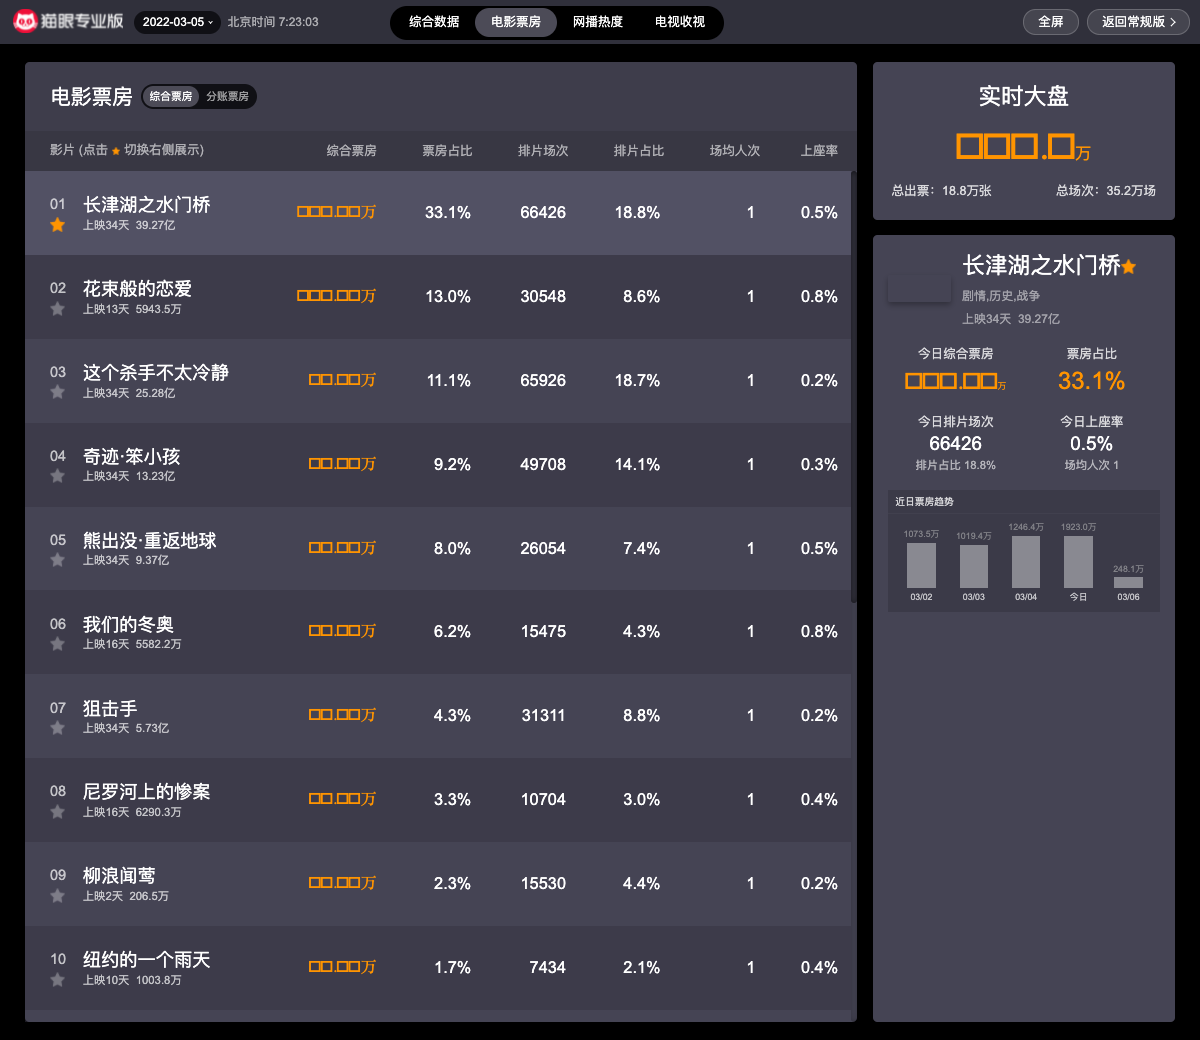 猫眼专业版 2022-03-05 北京时间 7:23:03 综合数据 电影票房 网播热度 电视收视 全屏 返回常规版
电影票房 综合票房 分账票房
影片 (点击 ★ 切换右侧展示) 综合票房 票房占比 排片场次 排片占比 场均人次 上座率
01 长津湖之水门桥 □□□.□□万 33.1% 66426 18.8% 1 0.5%
上映34天 39.27亿
02 花束般的恋爱 □□□.□□万 13.0% 30548 8.6% 1 0.8%
上映13天 5943.5万
03 这个杀手不太冷静 □□.□□万 11.1% 65926 18.7% 1 0.2%
上映34天 25.28亿
04 奇迹·笨小孩 □□.□□万 9.2% 49708 14.1% 1 0.3%
上映34天 13.23亿
05 熊出没·重返地球 □□.□□万 8.0% 26054 7.4% 1 0.5%
上映34天 9.37亿
06 我们的冬奥 □□.□□万 6.2% 15475 4.3% 1 0.8%
上映16天 5582.2万
07 狙击手 □□.□□万 4.3% 31311 8.8% 1 0.2%
上映34天 5.73亿
08 尼罗河上的惨案 □□.□□万 3.3% 10704 3.0% 1 0.4%
上映16天 6290.3万
09 柳浪闻莺 □□.□□万 2.3% 15530 4.4% 1 0.2%
上映2天 206.5万
10 纽约的一个雨天 □□.□□万 1.7% 7434 2.1% 1 0.4%
上映10天 1003.8万
实时大盘
□□□.□万
总出票：18.8万张 总场次：35.2万场
长津湖之水门桥
剧情,历史,战争
上映34天 39.27亿
今日综合票房 票房占比
□□□.□□万 33.1%
今日排片场次 今日上座率
66426 0.5%
排片占比 18.8% 场均人次 1
近日票房趋势
1073.5万 1019.4万 1246.4万 1923.0万 248.1万
03/02 03/03 03/04 今日 03/06